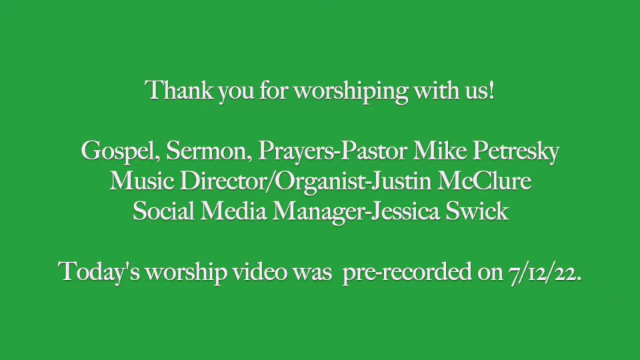 Thank you for worshiping with us!
Gospel, Sermon, Prayers-Pastor Mike Petresky
Music Director/Organist-Justin McClure
Social Media Manager-Jessica Swick
Today's worship video was  pre-recorded on 7/12/22.